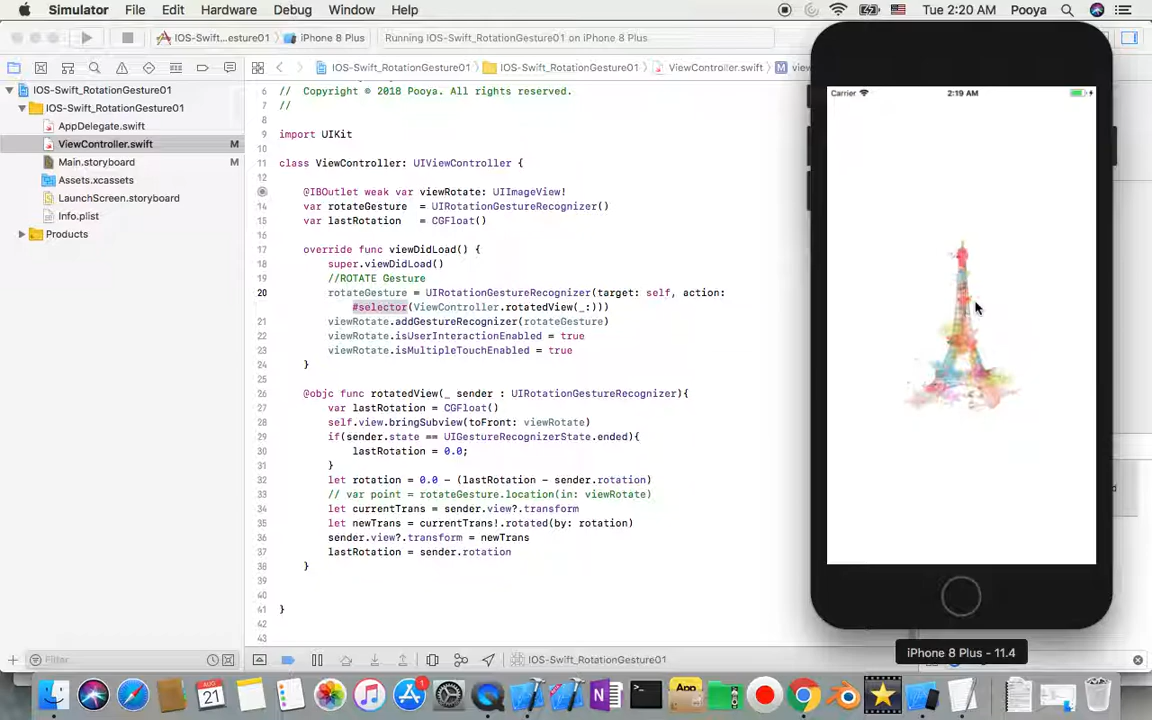 Simulator File Edit Hardware Debug Window Help Tue 2:20 AM Pooya
IOS-Swift_...esture01 iPhone 8 Plus Running IOS-Swift_RotationGesture01 on iPhone 8 Plus
IOS-Swift_RotationGesture01 IOS-Swift_RotationGesture01 ViewController.swift
IOS-Swift_RotationGesture01
IOS-Swift_RotationGesture01
AppDelegate.swift
ViewController.swift M
Main.storyboard M
Assets.xcassets
LaunchScreen.storyboard
Info.plist
Products
6 // Copyright © 2018 Pooya. All rights reserved.
7 //
8
9 import UIKit
10
11 class ViewController: UIViewController {
12
@IBOutlet weak var viewRotate: UIImageView!
14 var rotateGesture = UIRotationGestureRecognizer()
15 var lastRotation = CGFloat()
16
17 override func viewDidLoad() {
18 super.viewDidLoad()
19 //ROTATE Gesture
20 rotateGesture = UIRotationGestureRecognizer(target: self, action:
#selector(ViewController.rotatedView(_:)))
21 viewRotate.addGestureRecognizer(rotateGesture)
22 viewRotate.isUserInteractionEnabled = true
23 viewRotate.isMultipleTouchEnabled = true
24 }
25
26 @objc func rotatedView(_ sender : UIRotationGestureRecognizer){
27 var lastRotation = CGFloat()
28 self.view.bringSubview(toFront: viewRotate)
29 if(sender.state == UIGestureRecognizerState.ended){
30 lastRotation = 0.0;
31 }
32 let rotation = 0.0 - (lastRotation - sender.rotation)
33 // var point = rotateGesture.location(in: viewRotate)
34 let currentTrans = sender.view?.transform
35 let newTrans = currentTrans!.rotated(by: rotation)
36 sender.view?.transform = newTrans
37 lastRotation = sender.rotation
38 }
39
40
41 }
42
43
Carrier 2:19 AM
iPhone 8 Plus - 11.4
Filter
IOS-Swift_RotationGesture01
AUG
21
1
N
App